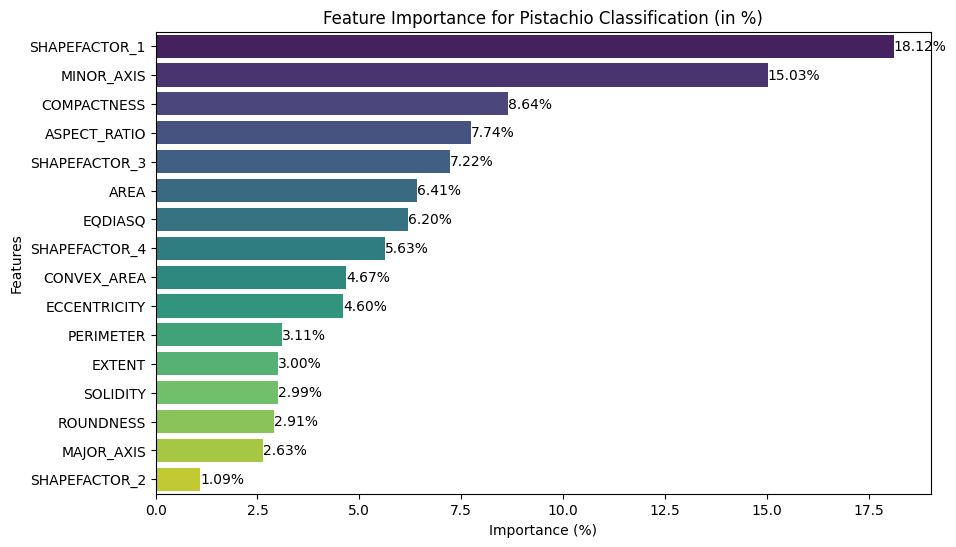 Feature Importance for Pistachio Classification (in %)
SHAPEFACTOR_1 18.12%
MINOR_AXIS 15.03%
COMPACTNESS 8.64%
ASPECT_RATIO 7.74%
SHAPEFACTOR_3 7.22%
AREA 6.41%
EQDIASQ 6.20%
SHAPEFACTOR_4 5.63%
CONVEX_AREA 4.67%
ECCENTRICITY 4.60%
PERIMETER 3.11%
EXTENT 3.00%
SOLIDITY 2.99%
ROUNDNESS 2.91%
MAJOR_AXIS 2.63%
SHAPEFACTOR_2 1.09%
Features
0.0 2.5 5.0 7.5 10.0 12.5 15.0 17.5
Importance (%)